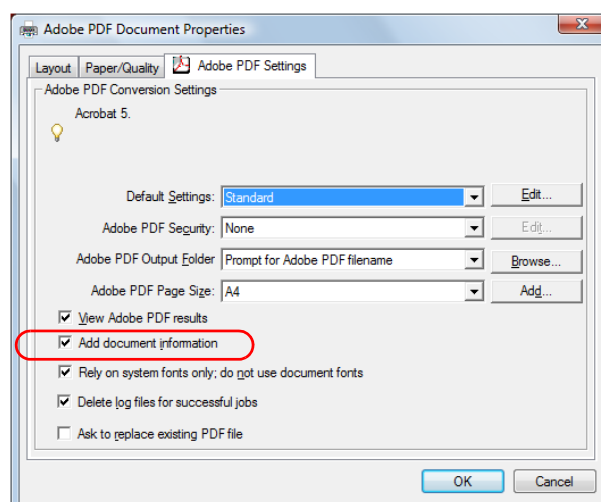 Adobe PDF Document Properties
Layout Paper/Quality Adobe PDF Settings
Adobe PDF Conversion Settings
Acrobat 5.
Default Settings: Standard Edit...
Adobe PDF Security: None Edit...
Adobe PDF Output Folder Prompt for Adobe PDF filename Browse...
Adobe PDF Page Size: A4 Add...
View Adobe PDF results
Add document information
Rely on system fonts only; do not use document fonts
Delete log files for successful jobs
Ask to replace existing PDF file
OK Cancel